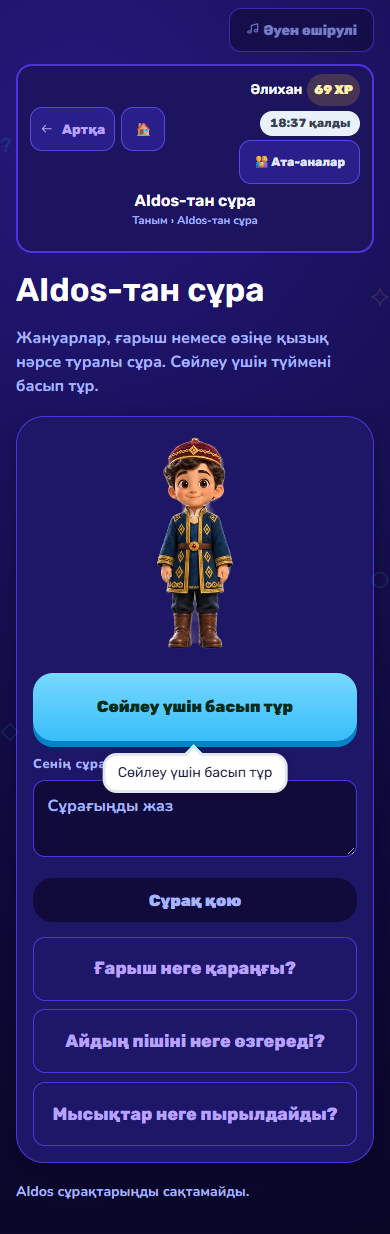 Әуен өшірулі
Әлихан 69 XP
18:37 қалды
← Артқа
Ата-аналар
Aldos-тан сұра
Таным › Aldos-тан сұра
Aldos-тан сұра
Жануарлар, ғарыш немесе өзіңе қызық
нәрсе туралы сұра. Сөйлеу үшін түймені
басып тұр.
Сөйлеу үшін басып тұр
Сенің
Сөйлеу үшін басып тұр
Сұрағыңды жаз
Сұрақ қою
Ғарыш неге қараңғы?
Айдың пішіні неге өзгереді?
Мысықтар неге пырылдайды?
Aldos сұрақтарыңды сақтамайды.